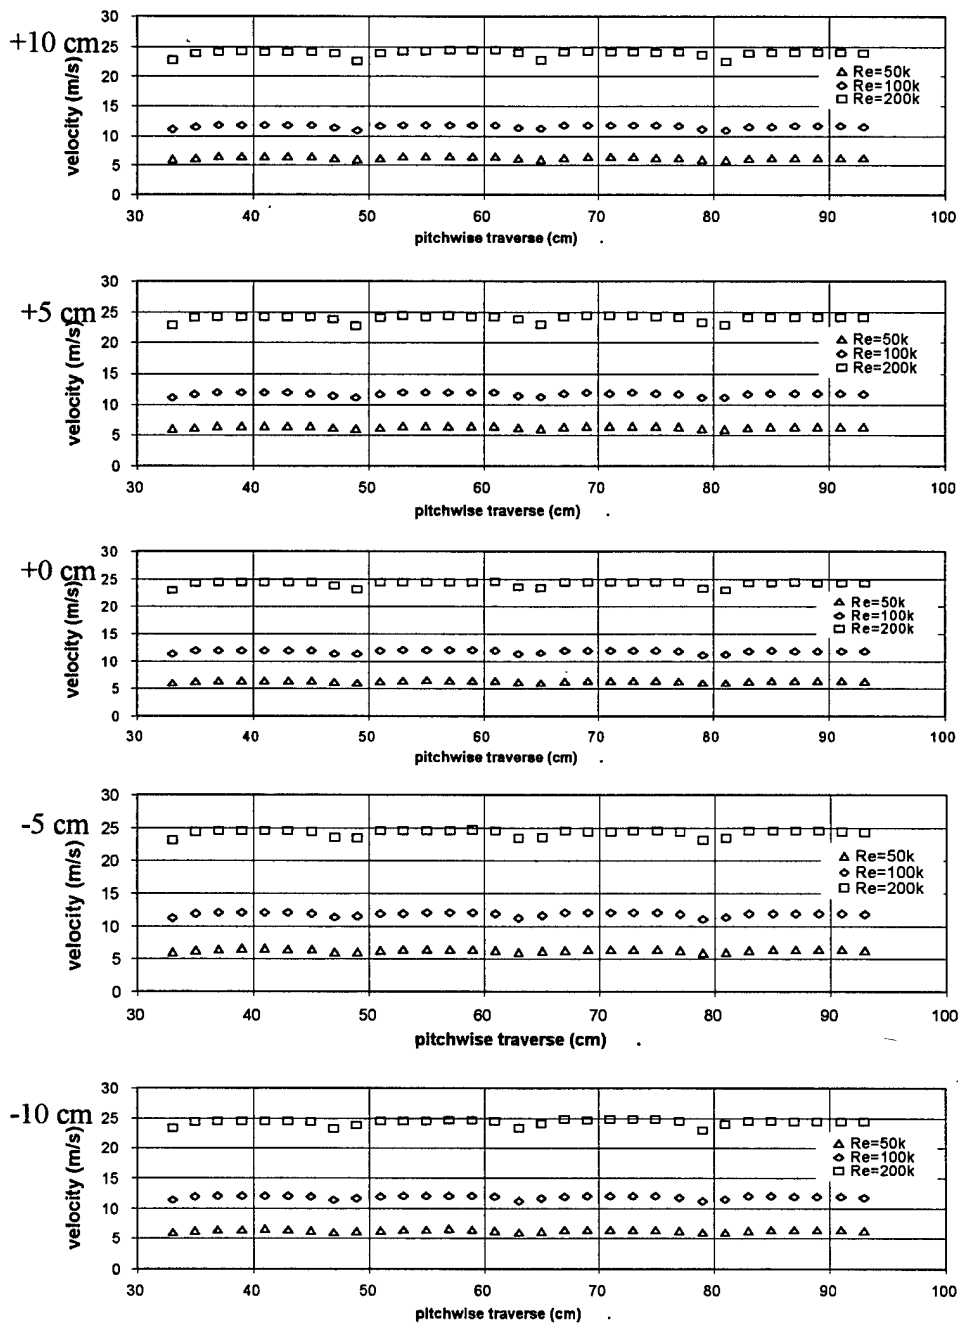 +10 cm
velocity (m/s)
30
25
20
15
10
5
0
△ Re=50k
◇ Re=100k
□ Re=200k
30 40 50 60 70 80 90 100
pitchwise traverse (cm)
+5 cm
velocity (m/s)
30
25
20
15
10
5
0
△ Re=50k
◇ Re=100k
□ Re=200k
30 40 50 60 70 80 90 100
pitchwise traverse (cm)
+0 cm
velocity (m/s)
30
25
20
15
10
5
0
△ Re=50k
◇ Re=100k
□ Re=200k
30 40 50 60 70 80 90 100
pitchwise traverse (cm)
-5 cm
velocity (m/s)
30
25
20
15
10
5
0
△ Re=50k
◇ Re=100k
□ Re=200k
30 40 50 60 70 80 90 100
pitchwise traverse (cm)
-10 cm
velocity (m/s)
30
25
20
15
10
5
0
△ Re=50k
◇ Re=100k
□ Re=200k
30 40 50 60 70 80 90 100
pitchwise traverse (cm)